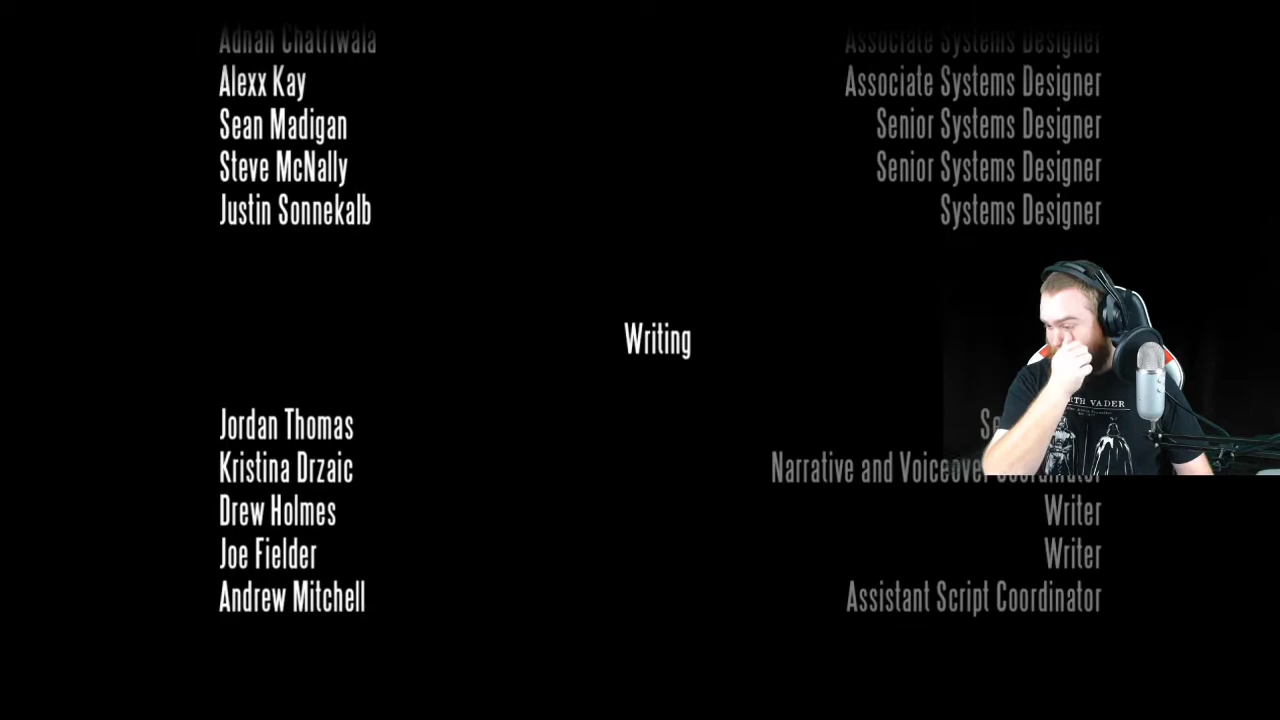 Adnan Chatriwala Associate Systems Designer
Alexx Kay Associate Systems Designer
Sean Madigan Senior Systems Designer
Steve McNally Senior Systems Designer
Justin Sonnekalb Systems Designer
Writing
Jordan Thomas
Kristina Drzaic Narrative and Voiceover Coordinator
Drew Holmes Writer
Joe Fielder Writer
Andrew Mitchell Assistant Script Coordinator
VADER